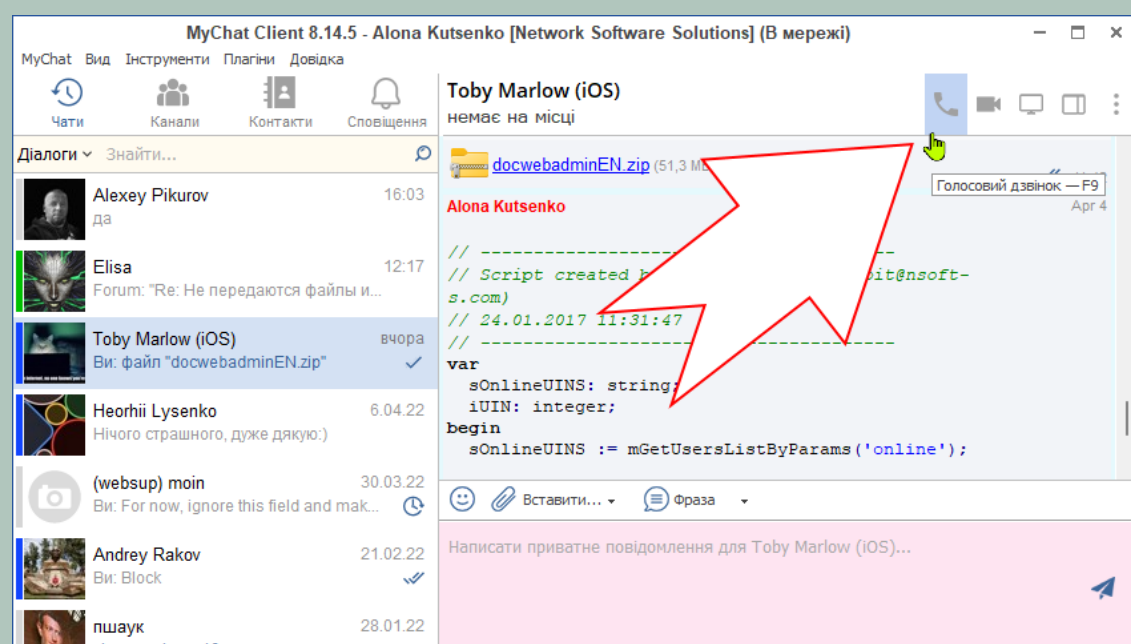 MyChat Client 8.14.5 - Alona Kutsenko [Network Software Solutions] (В мережі)
MyChat Вид Інструменти Плагіни Довідка
Чати Канали Контакти Сповіщення
Діалоги Знайти...
Alexey Pikurov 16:03
да
Elisa 12:17
Forum: "Re: Не передаются файлы и...
Toby Marlow (iOS) вчора
Ви: файл "docwebadminEN.zip"
Heorhii Lysenko 6.04.22
Нічого страшного, дуже дякую:)
(websup) moin 30.03.22
Ви: For now, ignore this field and mak...
Andrey Rakov 21.02.22
Ви: Block
пшаук 28.01.22
Toby Marlow (iOS)
немає на місці
docwebadminEN.zip (51,3
Голосовий дзвінок — F9
Alona Kutsenko Apr 4
// -------------------------------------
// Script created
s.com)
// 24.01.2017 11:31:47
// -------------------------------------
var
sOnlineUINS: string;
iUIN: integer;
begin
sOnlineUINS := mGetUsersListByParams('online');
Вставити... Фраза
Написати приватне повідомлення для Toby Marlow (iOS)...